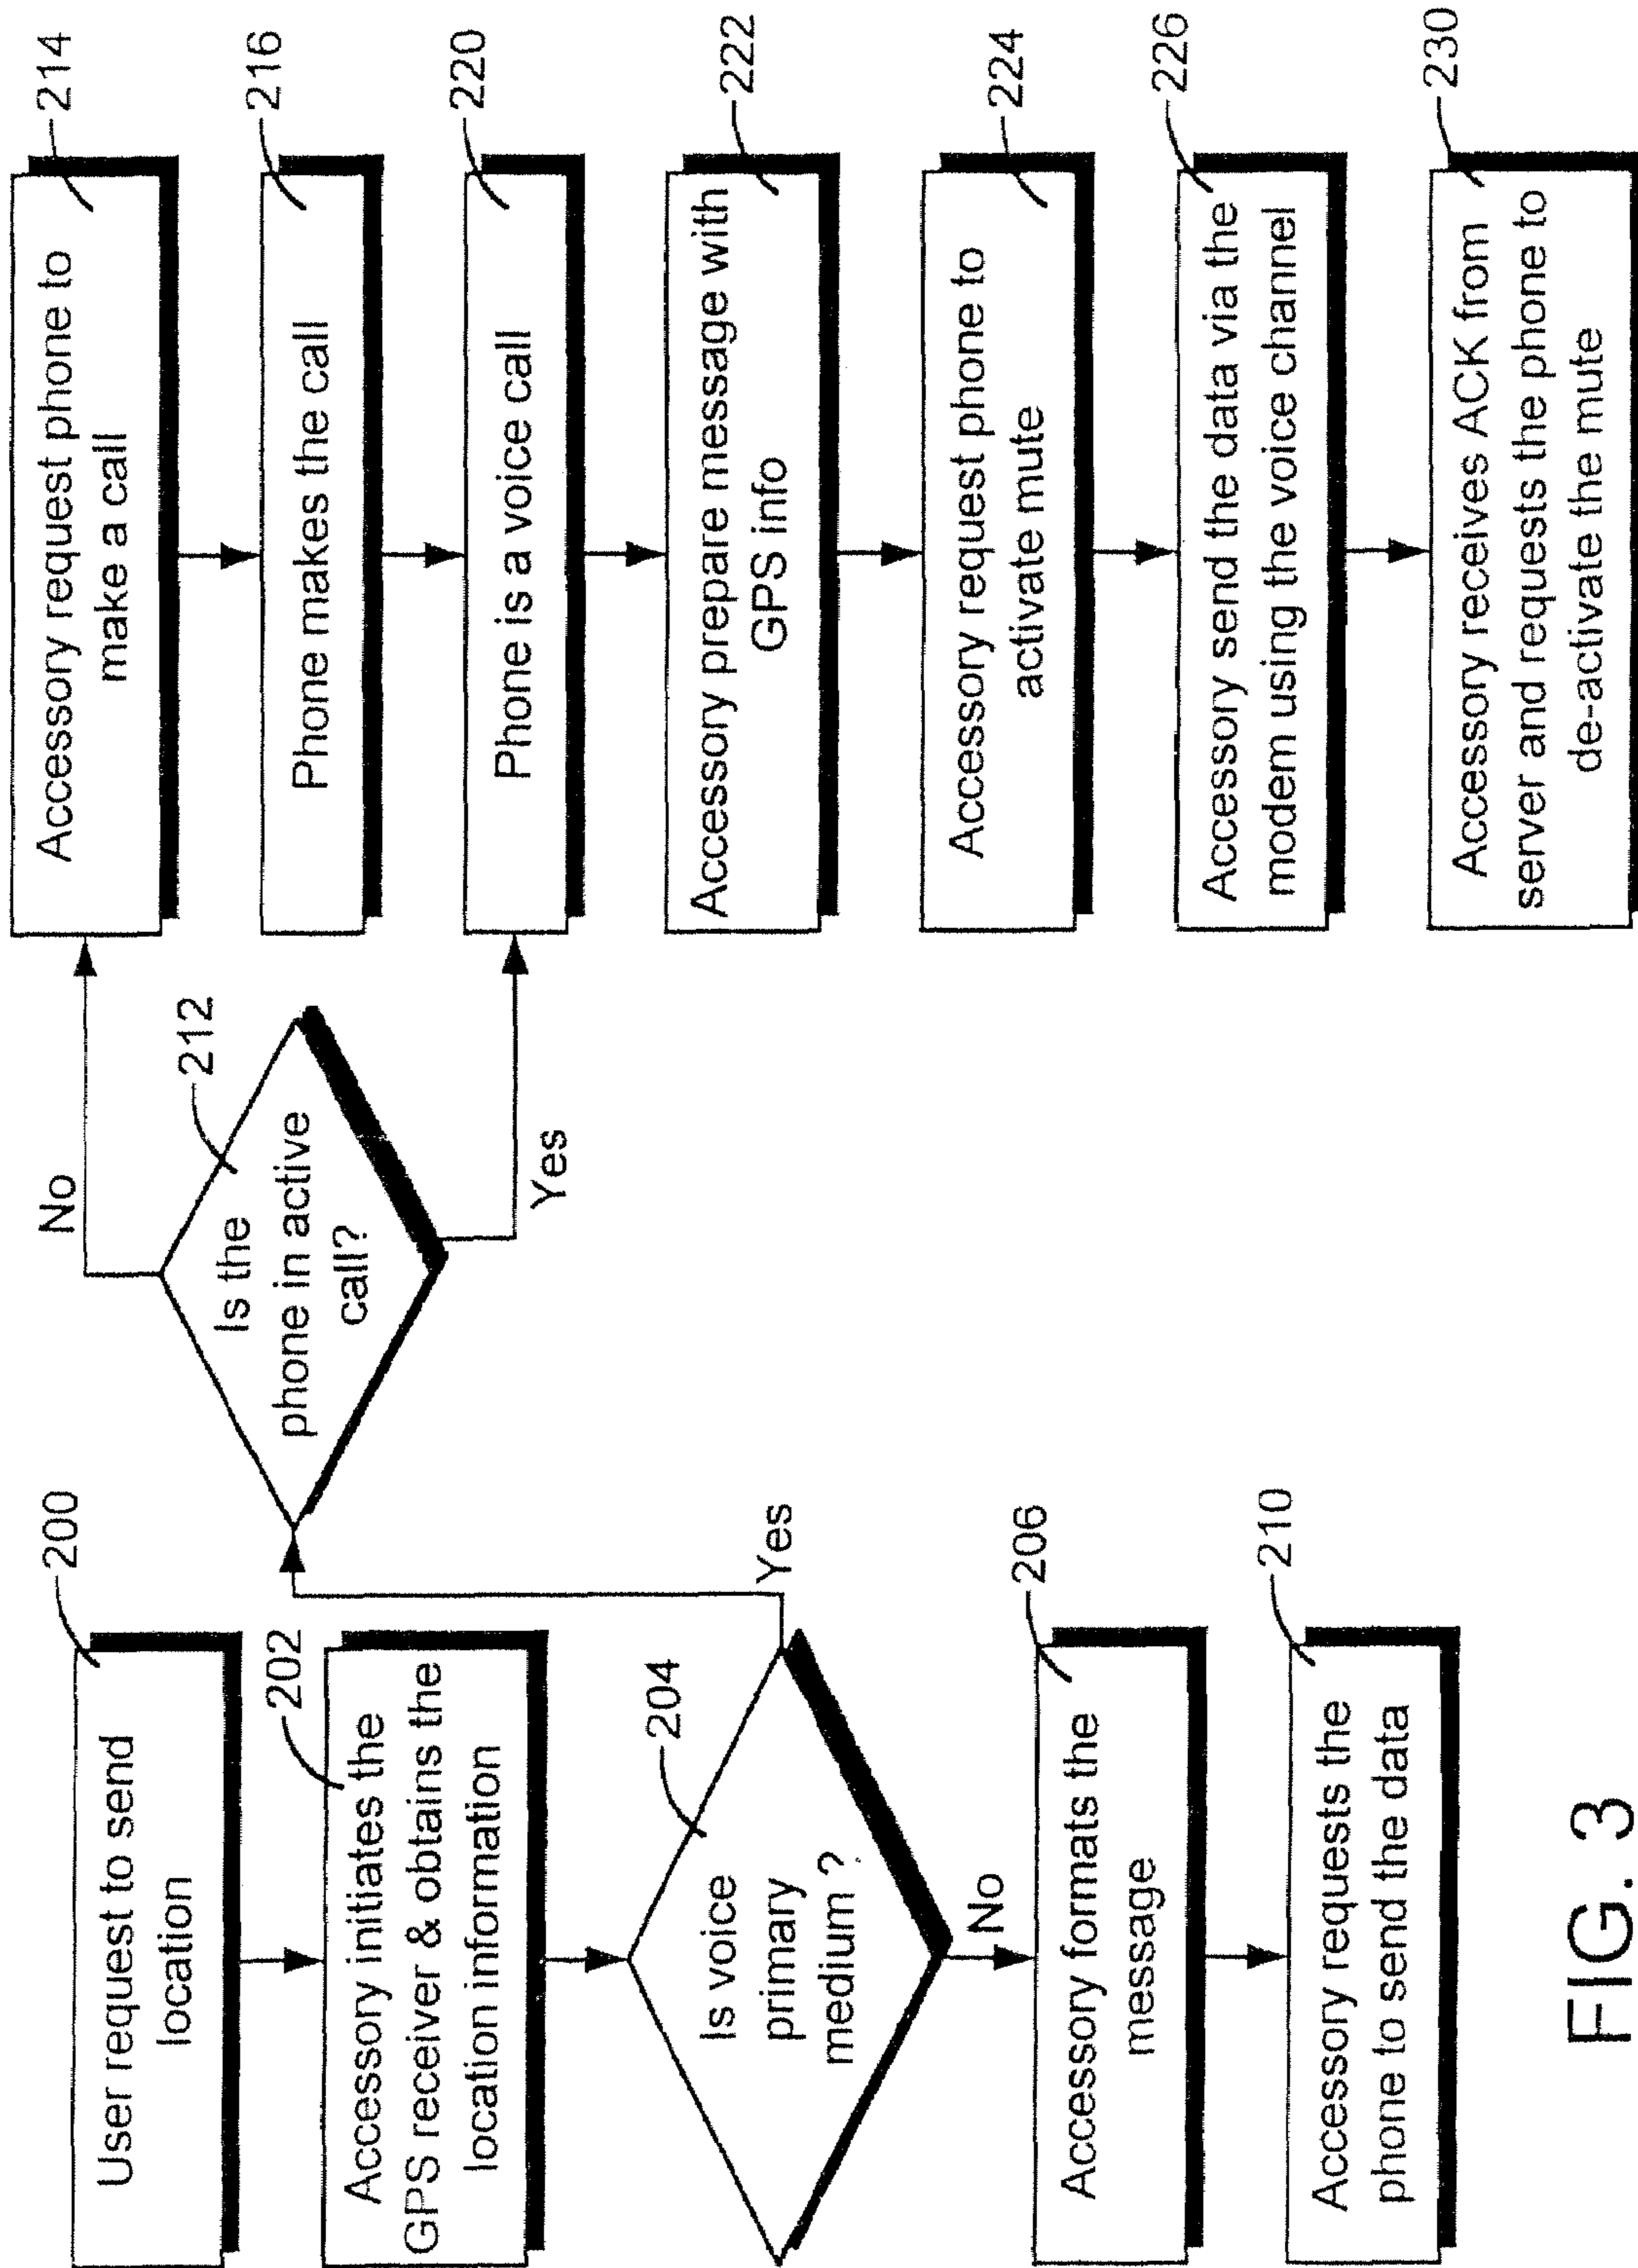 200
User request to send
location
202
Accessory initiates the
GPS receiver & obtains the
location information
204
Is voice
primary
medium ?
Yes
No
206
Accessory formats the
message
210
Accessory requests the
phone to send the data
212
Is the
phone in active
call?
No
Yes
214
Accessory request phone to
make a call
216
Phone makes the call
220
Phone is a voice call
222
Accessory prepare message with
GPS info
224
Accessory request phone to
activate mute
226
Accessory send the data via the
modem using the voice channel
230
Accessory receives ACK from
server and requests the phone to
de-activate the mute
FIG. 3